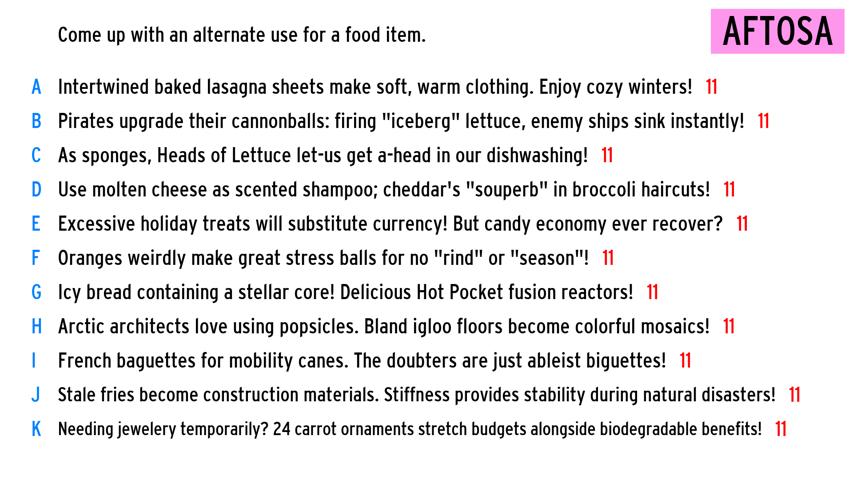 Come up with an alternate use for a food item.
AFTOSA
A Intertwined baked lasagna sheets make soft, warm clothing. Enjoy cozy winters! 11
B Pirates upgrade their cannonballs: firing "iceberg" lettuce, enemy ships sink instantly! 11
C As sponges, Heads of Lettuce let-us get a-head in our dishwashing! 11
D Use molten cheese as scented shampoo; cheddar's "souperb" in broccoli haircuts! 11
E Excessive holiday treats will substitute currency! But candy economy ever recover? 11
F Oranges weirdly make great stress balls for no "rind" or "season"! 11
G Icy bread containing a stellar core! Delicious Hot Pocket fusion reactors! 11
H Arctic architects love using popsicles. Bland igloo floors become colorful mosaics! 11
I French baguettes for mobility canes. The doubters are just ableist biguettes! 11
J Stale fries become construction materials. Stiffness provides stability during natural disasters! 11
K Needing jewelery temporarily? 24 carrot ornaments stretch budgets alongside biodegradable benefits! 11